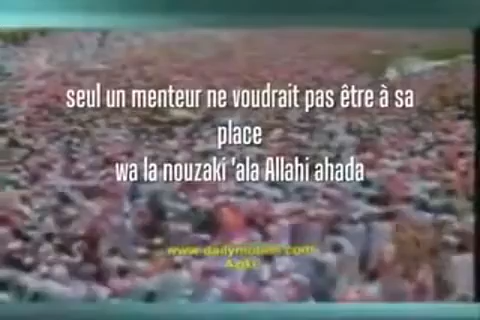 seul un menteur ne voudrait pas être à sa
place
wa la nouzaki 'ala Allahi ahada
www.dailymotion.com